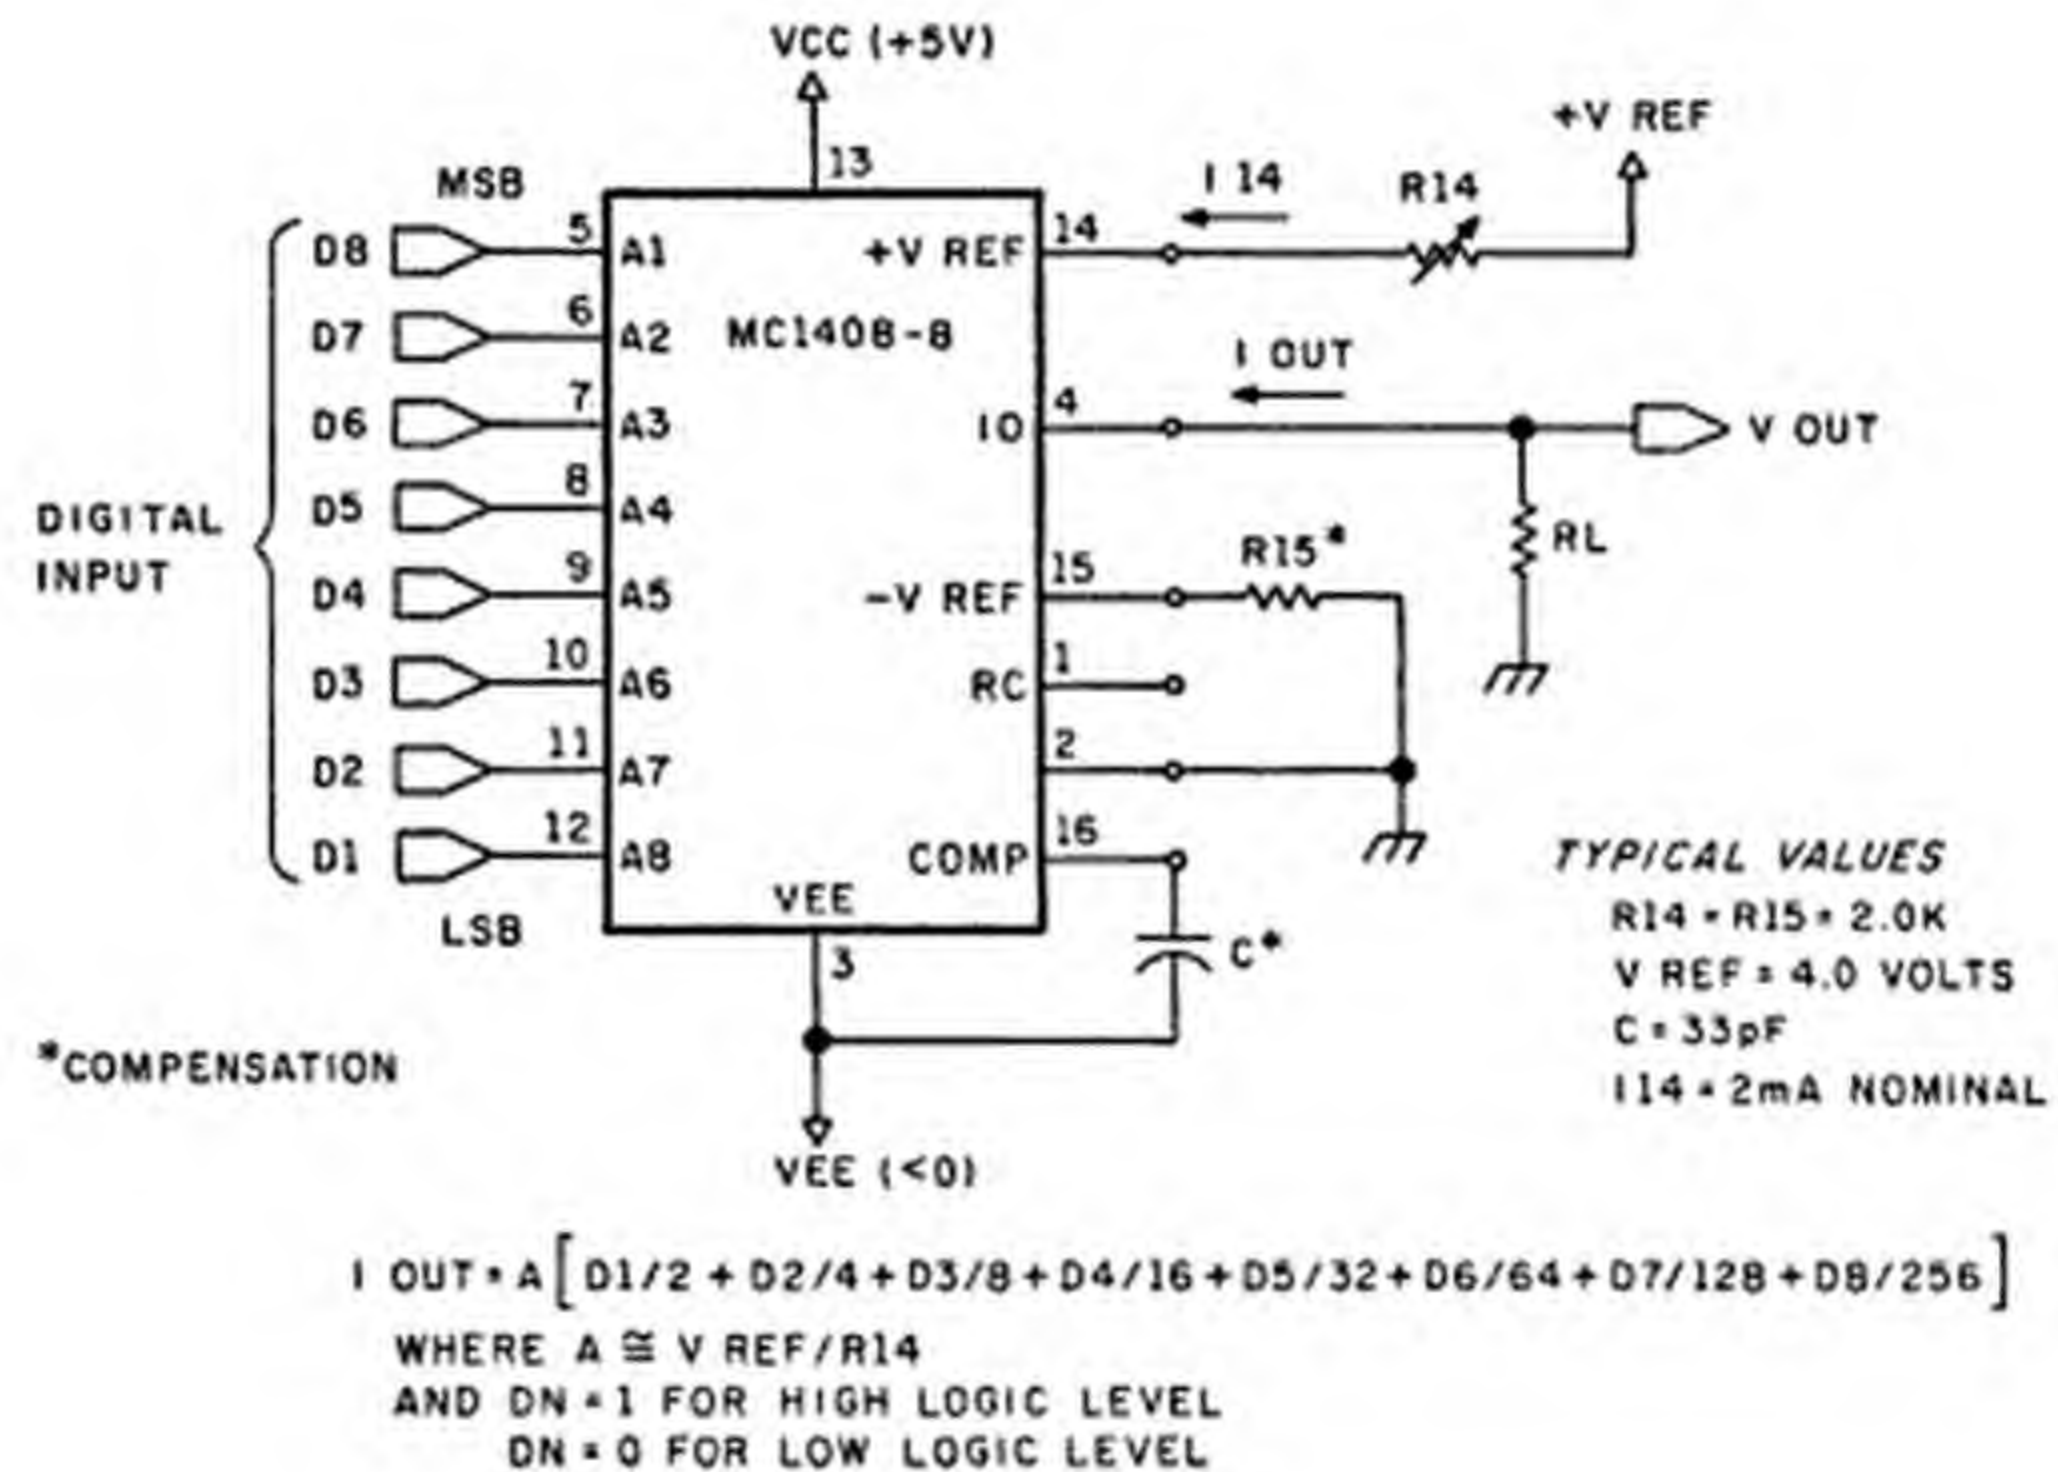 VCC (+5V)
+V REF
13
MSB
I 14
R14
D8
5
A1
+V REF
14
D7
6
A2
MC1408-8
I OUT
D6
7
A3
IO
4
V OUT
DIGITAL
INPUT
D5
8
A4
RL
R15*
D4
9
A5
-V REF
15
D3
10
A6
RC
1
D2
11
A7
2
D1
12
A8
COMP
16
VEE
LSB
3
C*
TYPICAL VALUES
R14 = R15 = 2.0K
V REF = 4.0 VOLTS
C = 33pF
I14 = 2mA NOMINAL
*COMPENSATION
VEE (<0)
I OUT = A [ D1/2 + D2/4 + D3/8 + D4/16 + D5/32 + D6/64 + D7/128 + D8/256 ]
WHERE A ≅ V REF/R14
AND DN = 1 FOR HIGH LOGIC LEVEL
DN = 0 FOR LOW LOGIC LEVEL